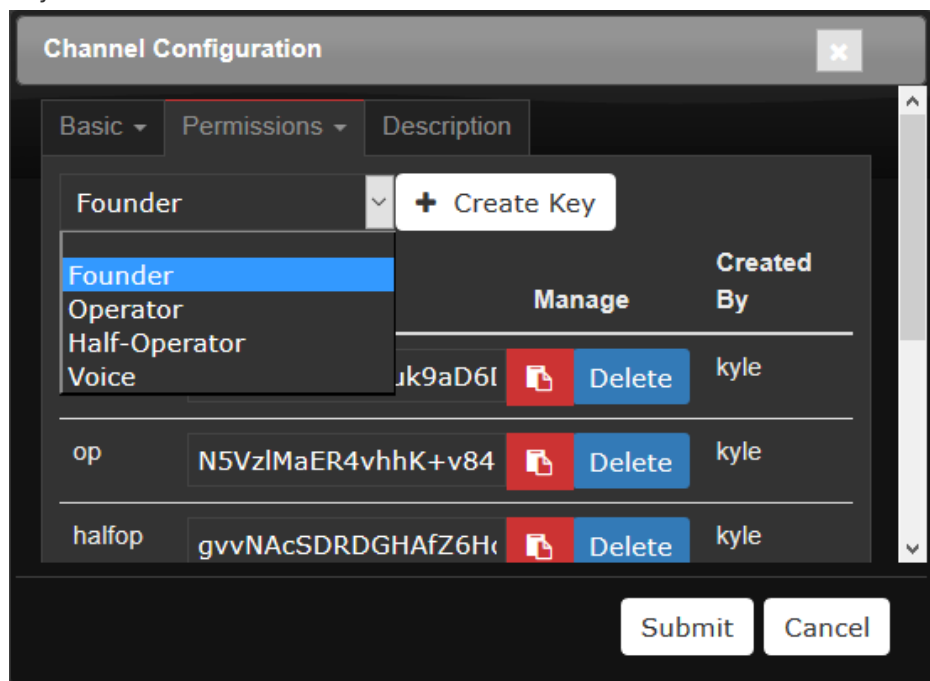 Channel Configuration
Basic Permissions Description
Founder + Create Key
Founder
Operator
Half-Operator
Voice
Manage
Created
By
Delete kyle
op N5VzlMaER4vhhK+v84 Delete kyle
halfop gvvNAcSDRDGHAfZ6H Delete kyle
Submit Cancel